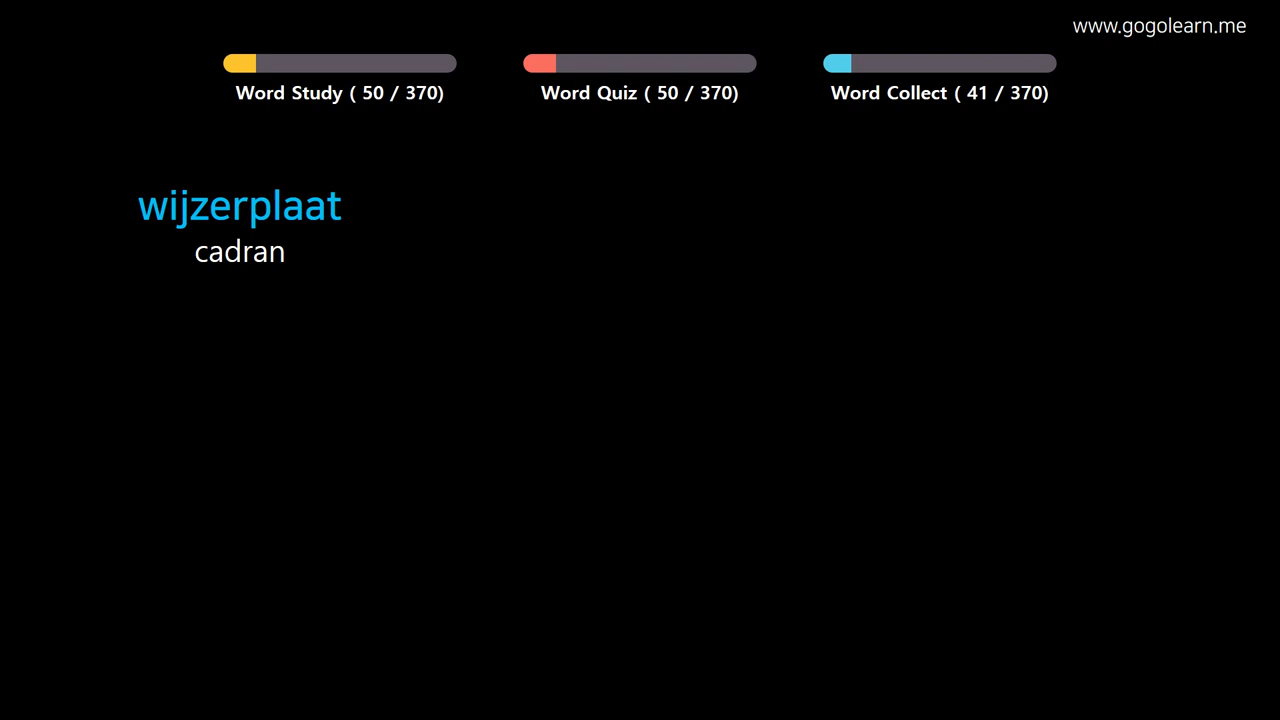 www.gogolearn.me
Word Study ( 50 / 370)
Word Quiz ( 50 / 370)
Word Collect ( 41 / 370)
wijzerplaat
cadran